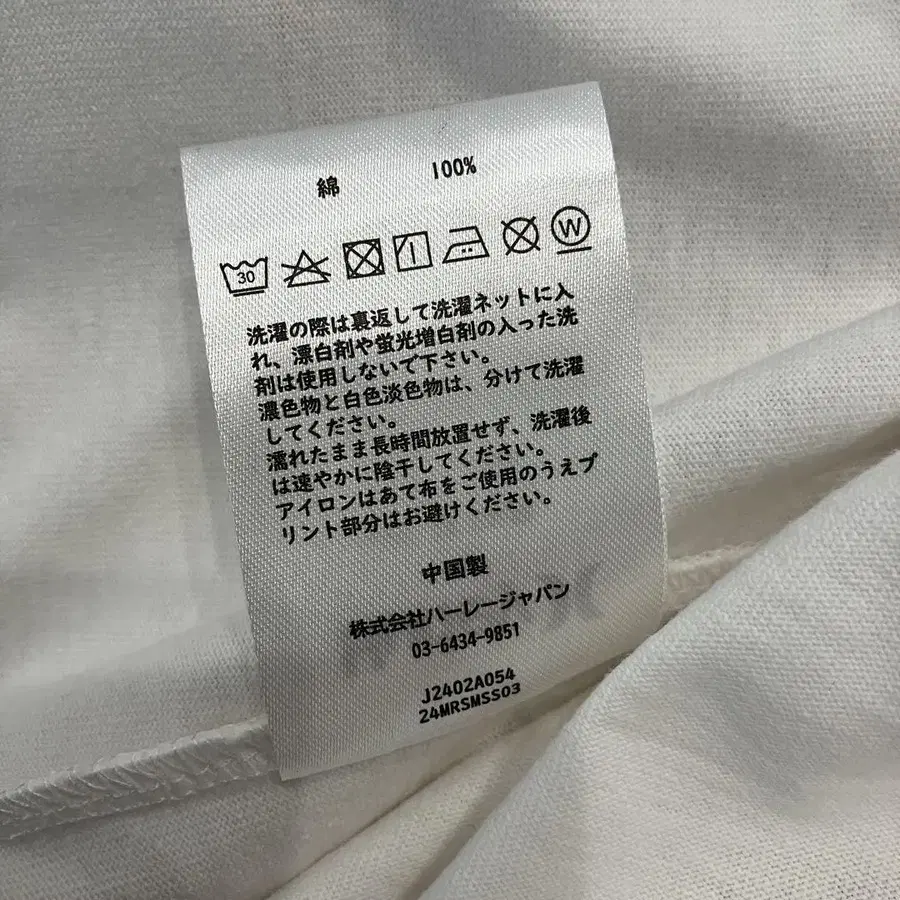 綿 100%
30 W
洗濯の際は裏返して洗濯ネットに入
れ、漂白剤や蛍光増白剤の入った洗
剤は使用しないで下さい。
濃色物と白色淡色物は、分けて洗濯
してください。
濡れたまま長時間放置せず、洗濯後
は速やかに陰干してください。
アイロンはあて布をご使用のうえプ
リント部分はお避けください。
中国製
株式会社ハーレージャパン
03-6434-9851
J2402A054
24MRSMSS03